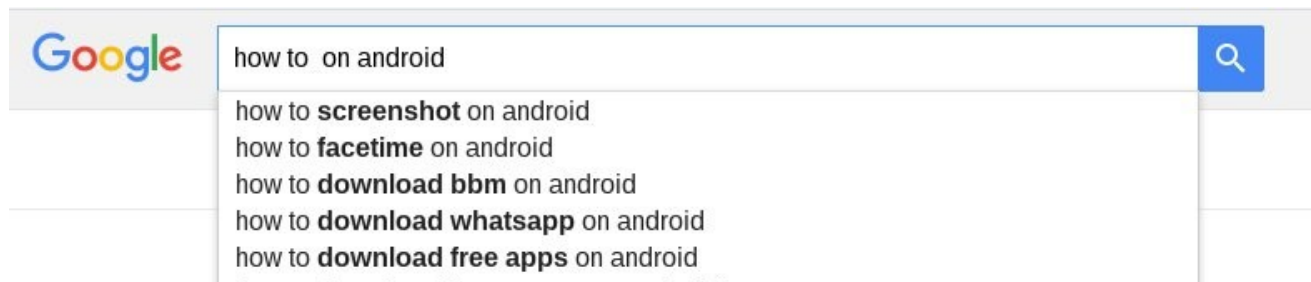 Google
how to  on android
how to screenshot on android
how to facetime on android
how to download bbm on android
how to download whatsapp on android
how to download free apps on android